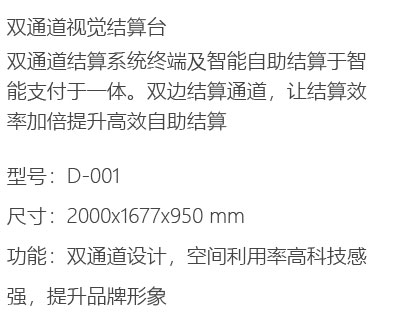 双通道视觉结算台
双通道结算系统终端及智能自助结算于智
能支付于一体。双边结算通道，让结算效
率加倍提升高效自助结算
型号：D-001
尺寸：2000x1677x950 mm
功能：双通道设计，空间利用率高科技感
强，提升品牌形象